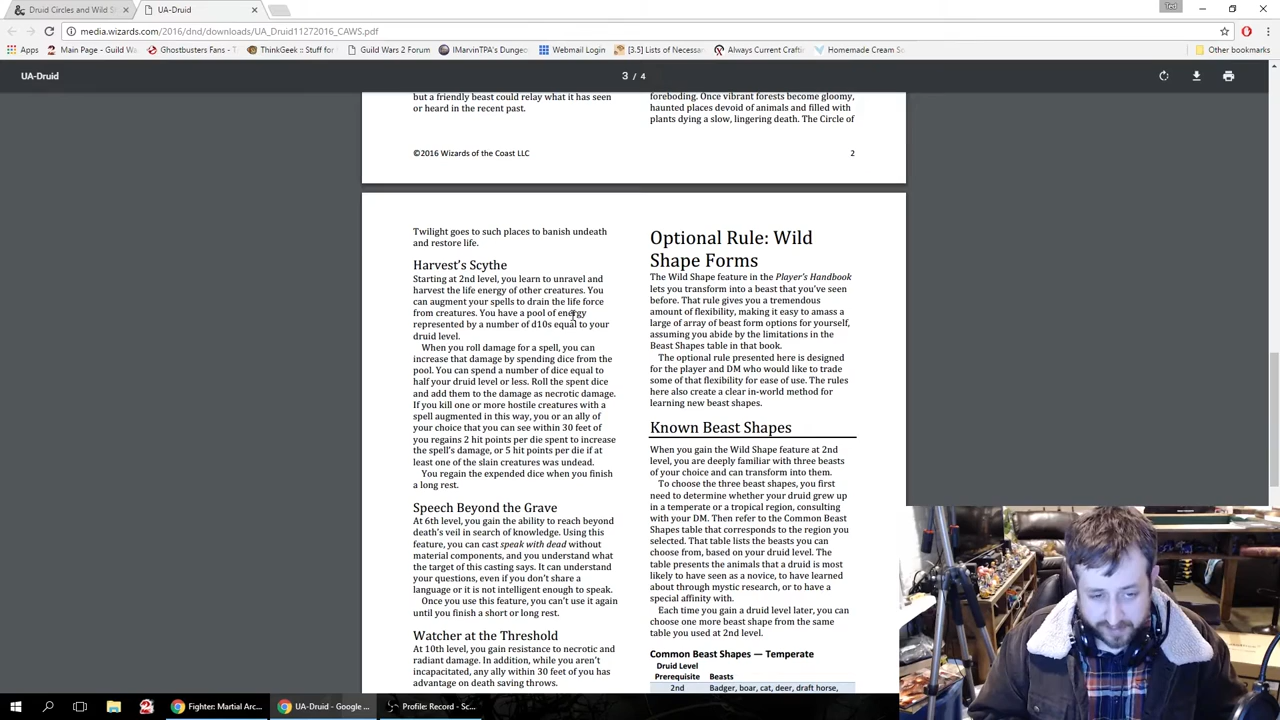 Druid Circles and Wild S
UA-Druid
Ted
media.wizards.com/2016/dnd/downloads/UA_Druid11272016_CAWS.pdf
Apps
Main Page - Guild Wa
Ghostbusters Fan - 
ThinkGeek :: Stuff for
Guild Wars 2 Forum
IMarvinTPA's Dungeo
Webmail Login
[3.5] Lists of Necessar
Always Current Crafti
Homemade Cream So
Other bookmarks
UA-Druid
3 / 4
but a friendly beast could relay what it has seen
or heard in the recent past.
foreboding. Once vibrant forests become gloomy,
haunted places devoid of animals and filled with
plants dying a slow, lingering death. The Circle of
©2016 Wizards of the Coast LLC
2
Twilight goes to such places to banish undeath
and restore life.
Harvest's Scythe
Starting at 2nd level, you learn to unravel and
harvest the life energy of other creatures. You
can augment your spells to drain the life force
from creatures. You have a pool of energy
represented by a number of d10s equal to your
druid level.
When you roll damage for a spell, you can
increase that damage by spending dice from the
pool. You can spend a number of dice equal to
half your druid level or less. Roll the spent dice
and add them to the damage as necrotic damage.
If you kill one or more hostile creatures with a
spell augmented in this way, you or an ally of
your choice that you can see within 30 feet of
you regains 2 hit points per die spent to increase
the spell's damage, or 5 hit points per die if at
least one of the slain creatures was undead.
You regain the expended dice when you finish
a long rest.
Speech Beyond the Grave
At 6th level, you gain the ability to reach beyond
death's veil in search of knowledge. Using this
feature, you can cast speak with dead without
material components, and you understand what
the target of this casting says. It can understand
your questions, even if you don't share a
language or it is not intelligent enough to speak.
Once you use this feature, you can't use it again
until you finish a short or long rest.
Watcher at the Threshold
At 10th level, you gain resistance to necrotic and
radiant damage. In addition, while you aren't
incapacitated, any ally within 30 feet of you has
advantage on death saving throws.
Optional Rule: Wild
Shape Forms
The Wild Shape feature in the Player's Handbook
lets you transform into a beast that you've seen
before. That rule gives you a tremendous
amount of flexibility, making it easy to amass a
large of array of beast form options for yourself,
assuming you abide by the limitations in the
Beast Shapes table in that book.
The optional rule presented here is designed
for the player and DM who would like to trade
some of that flexibility for ease of use. The rules
here also create a clear in-world method for
learning new beast shapes.
Known Beast Shapes
When you gain the Wild Shape feature at 2nd
level, you are deeply familiar with three beasts
of your choice and can transform into them.
To choose the three beast shapes, you first
need to determine whether your druid grew up
in a temperate or a tropical region, consulting
with your DM. Then refer to the Common Beast
Shapes table that corresponds to the region you
selected. That table lists the beasts you can
choose from, based on your druid level. The
table presents the animals that a druid is most
likely to have seen as a novice, to have learned
about through mystic research, or to have a
special affinity with.
Each time you gain a druid level later, you can
choose one more beast shape from the same
table you used at 2nd level.
Common Beast Shapes — Temperate
Druid Level
Prerequisite Beasts
2nd Badger, boar, cat, deer, draft horse,
Fighter: Martial Arc...
UA-Druid - Google ...
Profile: Record - Sc...